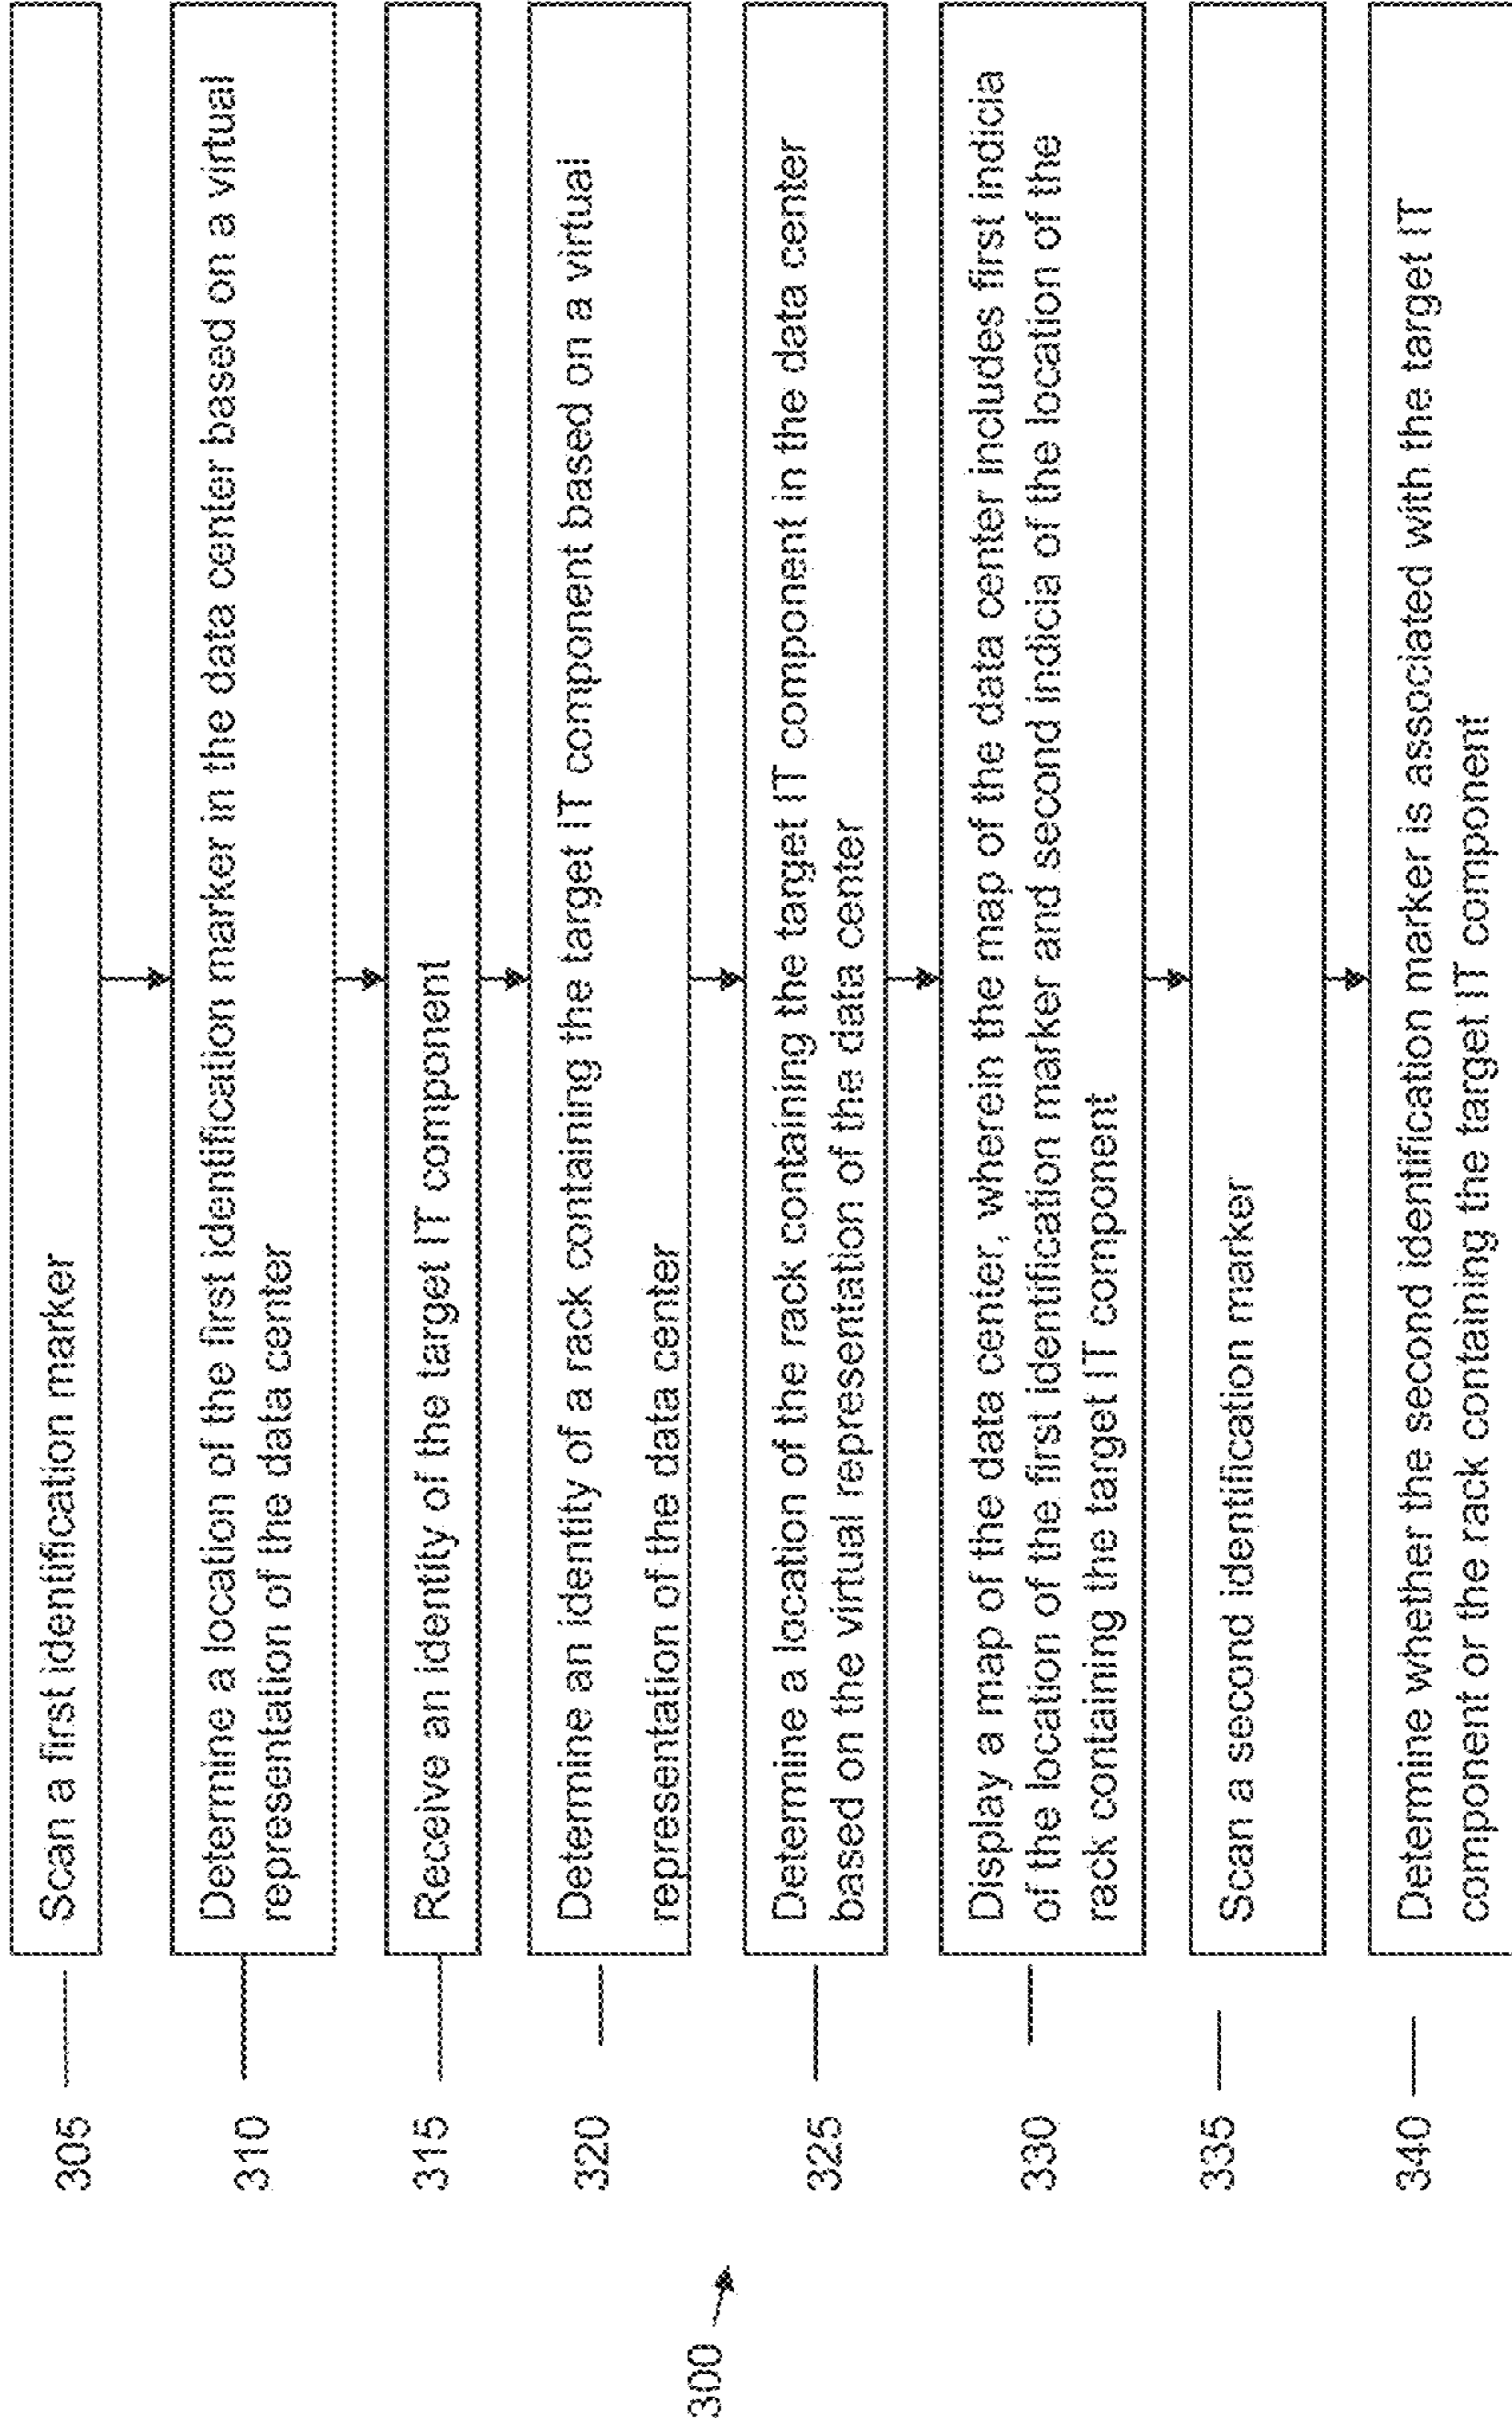 305
Scan a first identification marker
310
Determine a location of the first identification marker in the data center based on a virtual
representation of the data center
315
Receive an identity of the target IT component
320
Determine an identity of a rack containing the target IT component based on a virtual
representation of the data center
325
Determine a location of the rack containing the target IT component in the data center
based on the virtual representation of the data center
300
330
Display a map of the data center, wherein the map of the data center includes first indicia
of the location of the first identification marker and second indicia of the location of the
rack containing the target IT component
335
Scan a second identification marker
340
Determine whether the second identification marker is associated with the target IT
component or the rack containing the target IT component